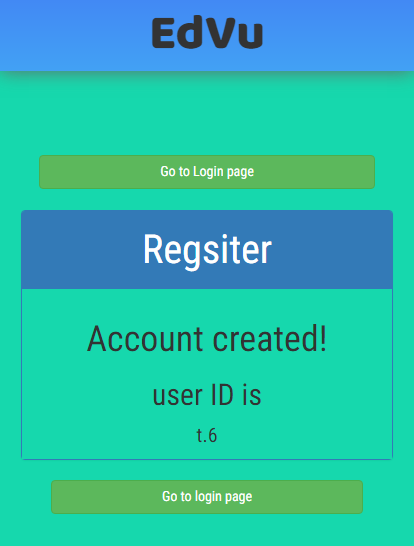 EdVu
Go to Login page
Regsiter
Account created!
user ID is
t.6
Go to login page